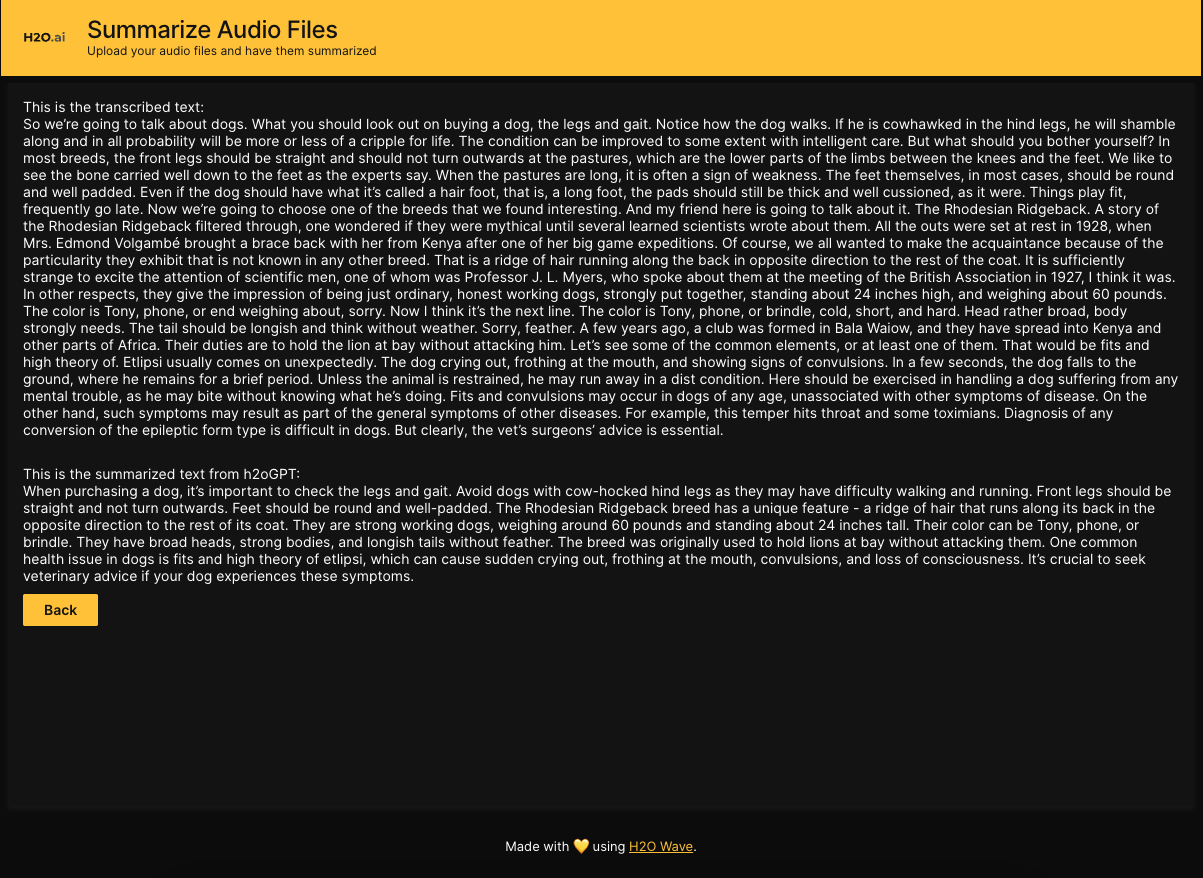 H2O.ai
Summarize Audio Files
Upload your audio files and have them summarized
This is the transcribed text:
So we’re going to talk about dogs. What you should look out on buying a dog, the legs and gait. Notice how the dog walks. If he is cowhawked in the hind legs, he will shamble
along and in all probability will be more or less of a cripple for life. The condition can be improved to some extent with intelligent care. But what should you bother yourself? In
most breeds, the front legs should be straight and should not turn outwards at the pastures, which are the lower parts of the limbs between the knees and the feet. We like to
see the bone carried well down to the feet as the experts say. When the pastures are long, it is often a sign of weakness. The feet themselves, in most cases, should be round
and well padded. Even if the dog should have what it’s called a hair foot, that is, a long foot, the pads should still be thick and well cussioned, as it were. Things play fit,
frequently go late. Now we’re going to choose one of the breeds that we found interesting. And my friend here is going to talk about it. The Rhodesian Ridgeback. A story of
the Rhodesian Ridgeback filtered through, one wondered if they were mythical until several learned scientists wrote about them. All the outs were set at rest in 1928, when
Mrs. Edmond Volgambé brought a brace back with her from Kenya after one of her big game expeditions. Of course, we all wanted to make the acquaintance because of the
particularity they exhibit that is not known in any other breed. That is a ridge of hair running along the back in opposite direction to the rest of the coat. It is sufficiently
strange to excite the attention of scientific men, one of whom was Professor J. L. Myers, who spoke about them at the meeting of the British Association in 1927, I think it was.
In other respects, they give the impression of being just ordinary, honest working dogs, strongly put together, standing about 24 inches high, and weighing about 60 pounds.
The color is Tony, phone, or end weighing about, sorry. Now I think it’s the next line. The color is Tony, phone, or brindle, cold, short, and hard. Head rather broad, body
strongly needs. The tail should be longish and think without weather. Sorry, feather. A few years ago, a club was formed in Bala Waiow, and they have spread into Kenya and
other parts of Africa. Their duties are to hold the lion at bay without attacking him. Let’s see some of the common elements, or at least one of them. That would be fits and
high theory of. Etlipsi usually comes on unexpectedly. The dog crying out, frothing at the mouth, and showing signs of convulsions. In a few seconds, the dog falls to the
ground, where he remains for a brief period. Unless the animal is restrained, he may run away in a dist condition. Here should be exercised in handling a dog suffering from any
mental trouble, as he may bite without knowing what he’s doing. Fits and convulsions may occur in dogs of any age, unassociated with other symptoms of disease. On the
other hand, such symptoms may result as part of the general symptoms of other diseases. For example, this temper hits throat and some toximians. Diagnosis of any
conversion of the epileptic form type is difficult in dogs. But clearly, the vet’s surgeons’ advice is essential.
This is the summarized text from h2oGPT:
When purchasing a dog, it’s important to check the legs and gait. Avoid dogs with cow-hocked hind legs as they may have difficulty walking and running. Front legs should be
straight and not turn outwards. Feet should be round and well-padded. The Rhodesian Ridgeback breed has a unique feature - a ridge of hair that runs along its back in the
opposite direction to the rest of its coat. They are strong working dogs, weighing around 60 pounds and standing about 24 inches tall. Their color can be Tony, phone, or
brindle. They have broad heads, strong bodies, and longish tails without feather. The breed was originally used to hold lions at bay without attacking them. One common
health issue in dogs is fits and high theory of etlipsi, which can cause sudden crying out, frothing at the mouth, convulsions, and loss of consciousness. It’s crucial to seek
veterinary advice if your dog experiences these symptoms.
Back
Made with 💛 using H2O Wave.